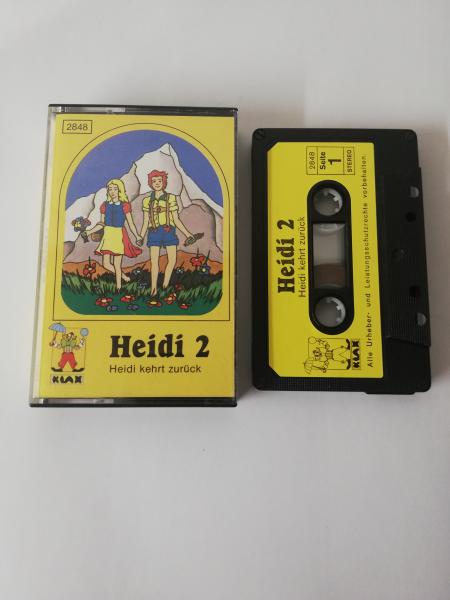 2848
Heidi 2
Heidi kehrt zurück
KLAX
2848
Seite
1
STEREO
Heidi 2
Heidi kehrt zurück
KLAX
Alle Urheber- und Leistungsschutzrechte vorbehalten.